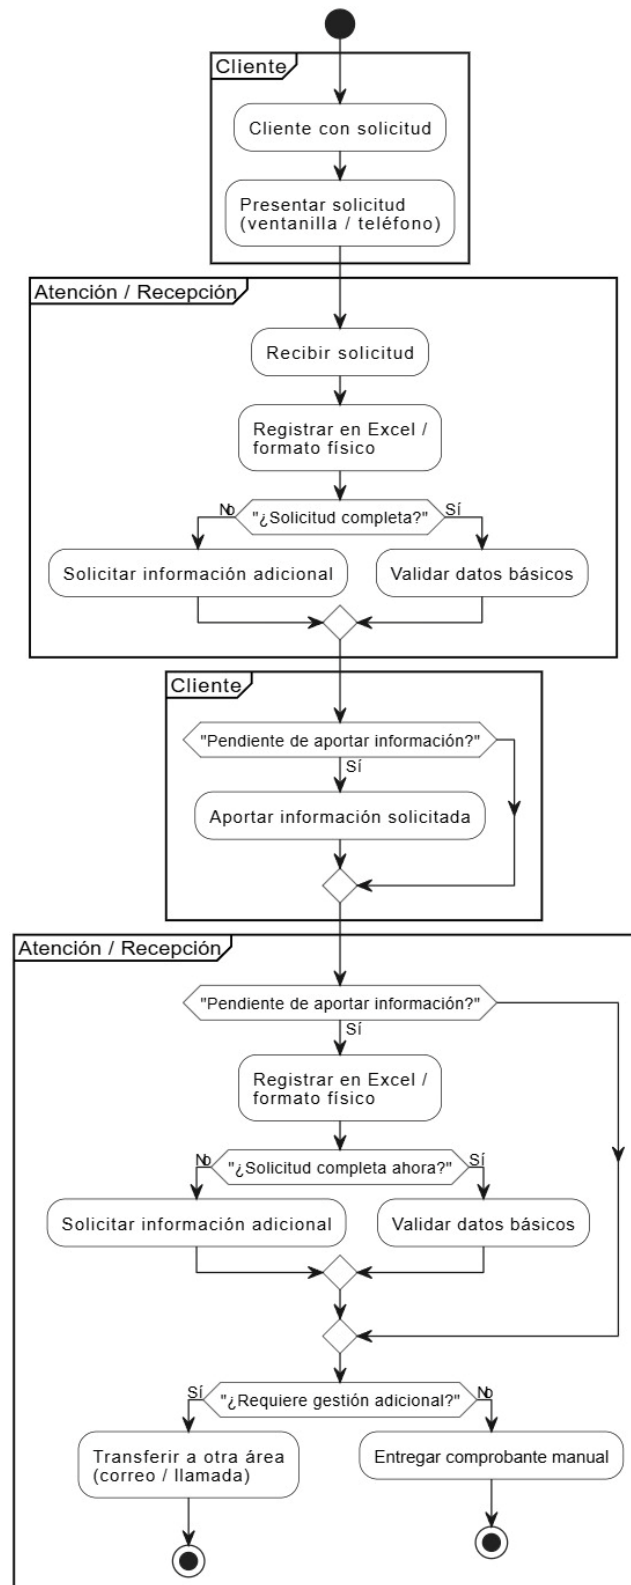 Cliente
Cliente con solicitud
Presentar solicitud
(ventanilla / teléfono)
Atención / Recepción
Recibir solicitud
Registrar en Excel /
formato físico
No
"¿Solicitud completa?"
Sí
Solicitar información adicional
Validar datos básicos
Cliente
"Pendiente de aportar información?"
Sí
Aportar información solicitada
Atención / Recepción
"Pendiente de aportar información?"
Sí
Registrar en Excel /
formato físico
No
"¿Solicitud completa ahora?"
Sí
Solicitar información adicional
Validar datos básicos
Sí
"¿Requiere gestión adicional?"
No
Transferir a otra área
(correo / llamada)
Entregar comprobante manual